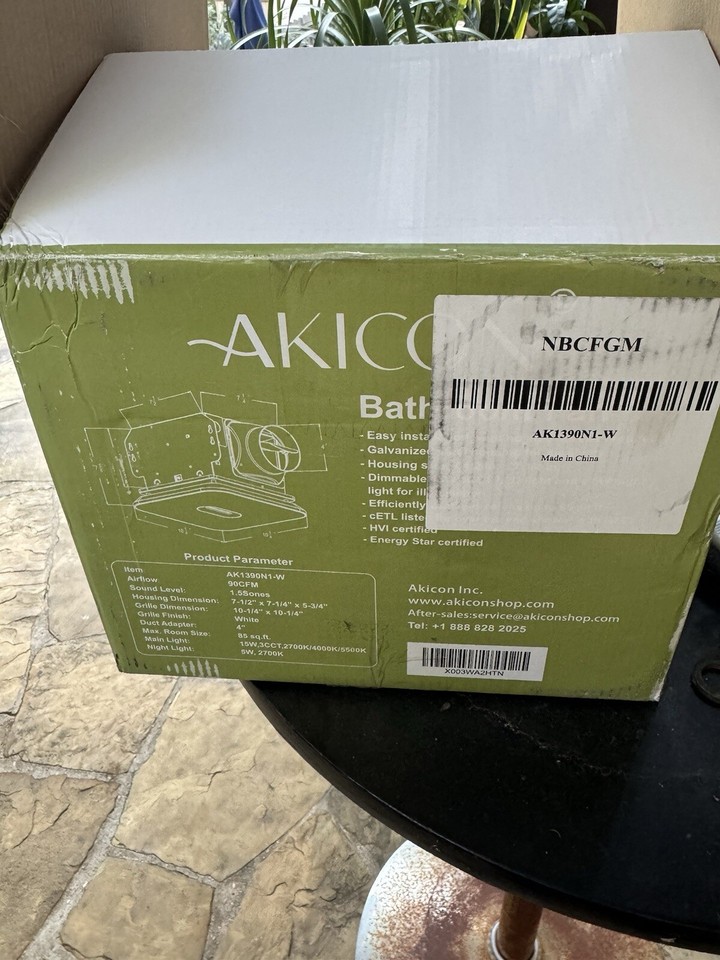 AKICO
®
Bath
- Easy insta
- Galvanize
- Housing s
- Dimmable
light for ill
- Efficiently
- cETL liste
- HVI certified
- Energy Star certified
NBCFGM
AK1390N1-W
Made in China
Product Parameter
Item AK1390N1-W
Airflow 90CFM
Sound Level: 1.5Sones
Housing Dimension: 7-1/2" x 7-1/4" x 5-3/4"
Grille Dimension: 10-1/4" x 10-1/4"
Grille Finish: White
Duct Adapter: 4"
Max. Room Size: 85 sq.ft.
Main Light: 15W,3CCT,2700K/4000K/5500K
Night Light: 5W, 2700K
Akicon Inc.
www.akiconshop.com
After-sales:service@akiconshop.com
Tel: +1 888 828 2025
X003WA2HTN